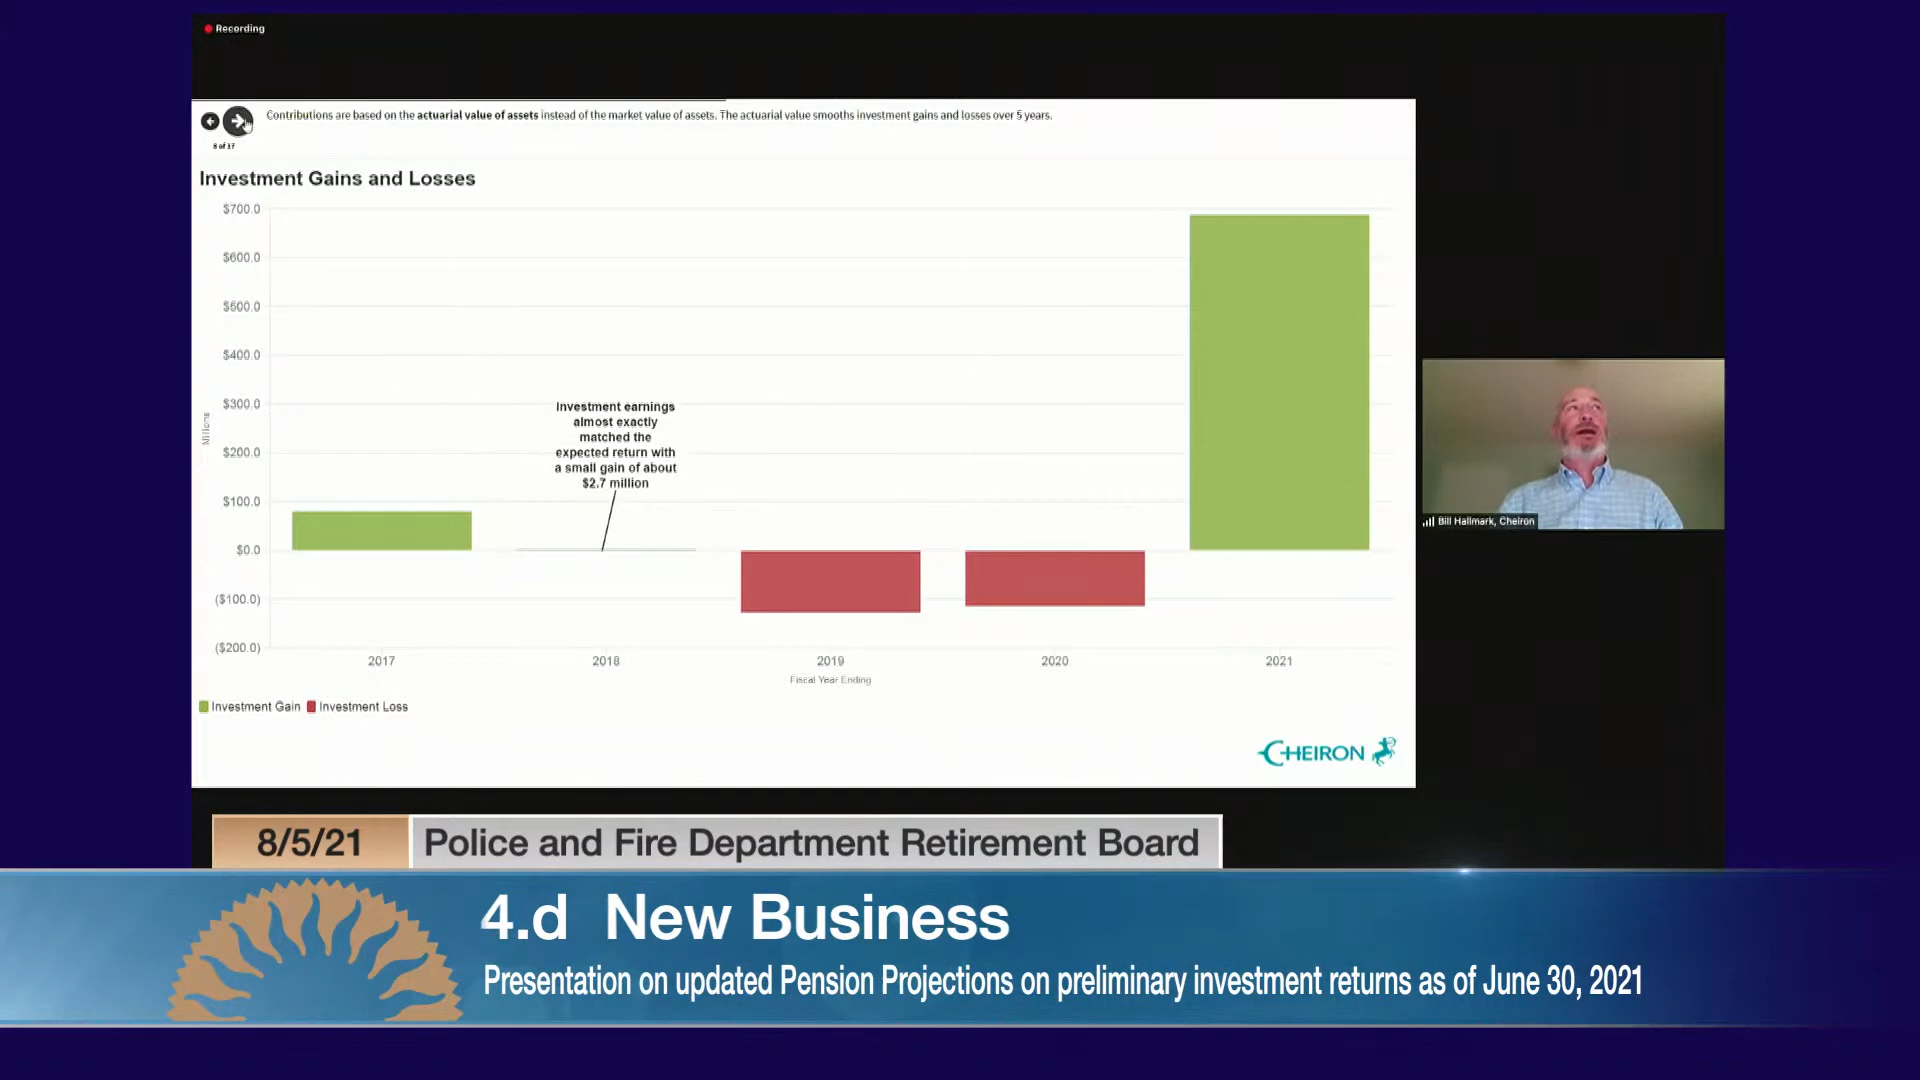 Recording
Contributions are based on the actuarial value of assets instead of the market value of assets. The actuarial value smooths investment gains and losses over 5 years.
8 of 17
Investment Gains and Losses
$700.0
$600.0
$500.0
$400.0
$300.0
$200.0
$100.0
$0.0
($100.0)
($200.0)
Millions
Investment earnings
almost exactly
matched the
expected return with
a small gain of about
$2.7 million
2017 2018 2019 2020 2021
Fiscal Year Ending
Investment Gain Investment Loss
CHEIRON
Bill Hallmark, Cheiron
8/5/21 Police and Fire Department Retirement Board
4.d New Business
Presentation on updated Pension Projections on preliminary investment returns as of June 30, 2021